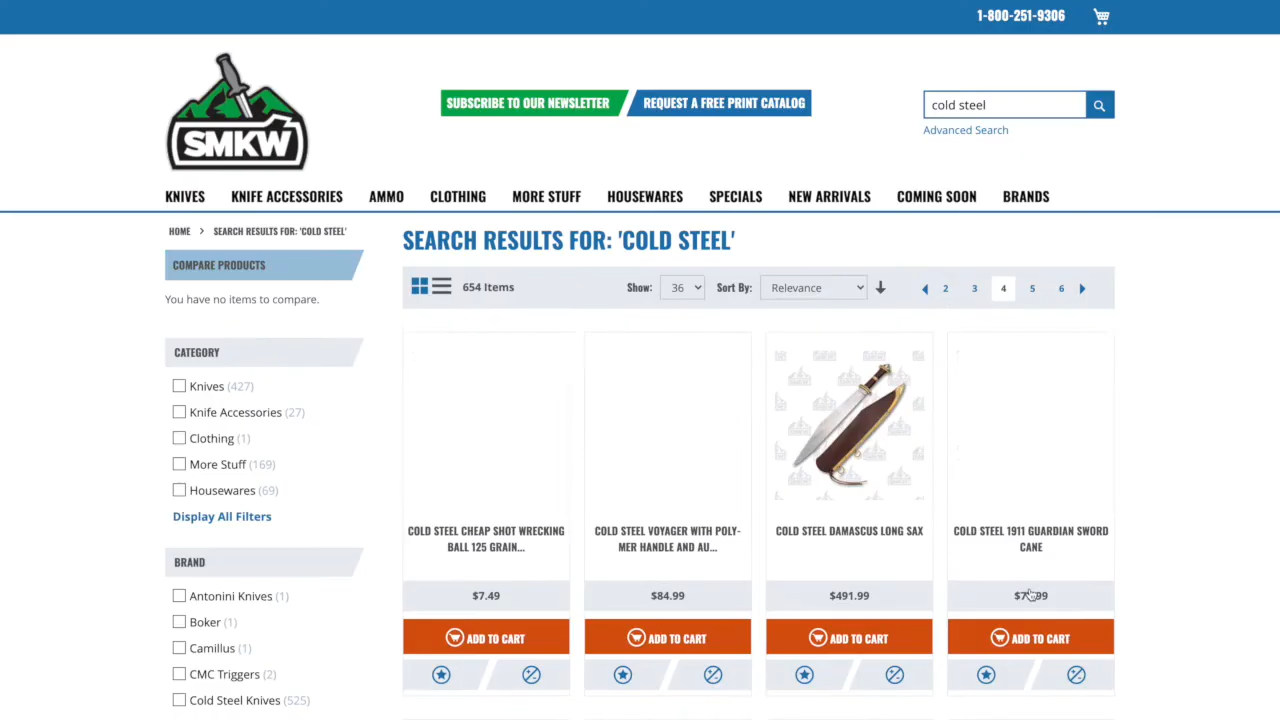 1-800-251-9306
SMKW
SUBSCRIBE TO OUR NEWSLETTER
REQUEST A FREE PRINT CATALOG
cold steel
Advanced Search
KNIVES
KNIFE ACCESSORIES
AMMO
CLOTHING
MORE STUFF
HOUSEWARES
SPECIALS
NEW ARRIVALS
COMING SOON
BRANDS
HOME > SEARCH RESULTS FOR: 'COLD STEEL'
COMPARE PRODUCTS
You have no items to compare.
CATEGORY
Knives (427)
Knife Accessories (27)
Clothing (1)
More Stuff (169)
Housewares (69)
Display All Filters
BRAND
Antonini Knives (1)
Boker (1)
Camillus (1)
CMC Triggers (2)
Cold Steel Knives (525)
SEARCH RESULTS FOR: 'COLD STEEL'
654 Items
Show: 36
Sort By: Relevance
2 3 4 5 6
COLD STEEL CHEAP SHOT WRECKING
BALL 125 GRAIN...
$7.49
ADD TO CART
COLD STEEL VOYAGER WITH POLY-
MER HANDLE AND AU...
$84.99
ADD TO CART
COLD STEEL DAMASCUS LONG SAX
$491.99
ADD TO CART
COLD STEEL 1911 GUARDIAN SWORD
CANE
ADD TO CART